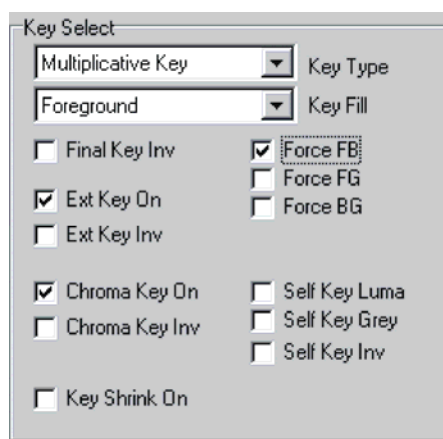 Key Select
Multiplicative Key Key Type
Foreground Key Fill
Final Key Inv Force FB
Force FG
Ext Key On Force BG
Ext Key Inv
Chroma Key On Self Key Luma
Chroma Key Inv Self Key Grey
Self Key Inv
Key Shrink On